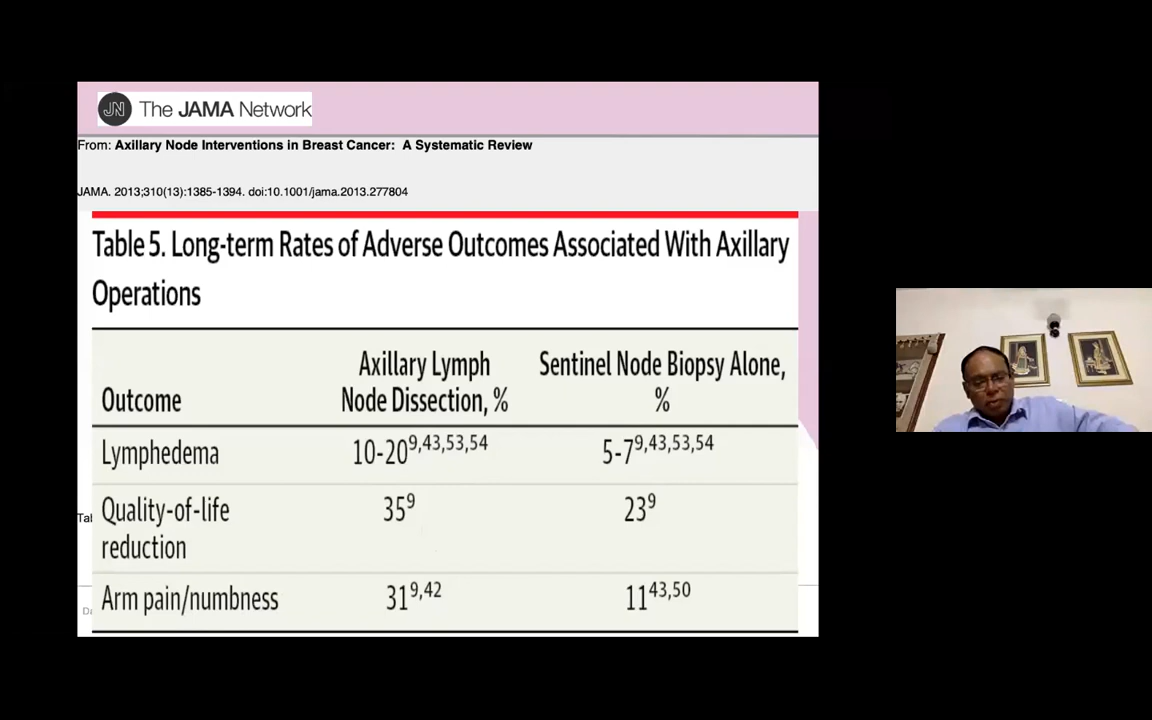 JN The JAMA Network
From: Axillary Node Interventions in Breast Cancer: A Systematic Review
JAMA. 2013;310(13):1385-1394. doi:10.1001/jama.2013.277804
Table 5. Long-term Rates of Adverse Outcomes Associated With Axillary
Operations
Outcome Axillary Lymph Node Dissection, % Sentinel Node Biopsy Alone, %
Lymphedema 10-20⁹,⁴³,⁵³,⁵⁴ 5-7⁹,⁴³,⁵³,⁵⁴
Quality-of-life 35⁹ 23⁹
reduction
Arm pain/numbness 31⁹,⁴² 11⁴³,⁵⁰